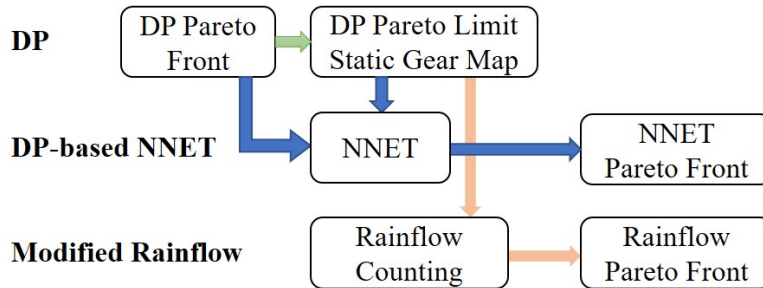 DP
DP Pareto
Front
DP Pareto Limit
Static Gear Map
DP-based NNET
NNET
NNET
Pareto Front
Modified Rainflow
Rainflow
Counting
Rainflow
Pareto Front